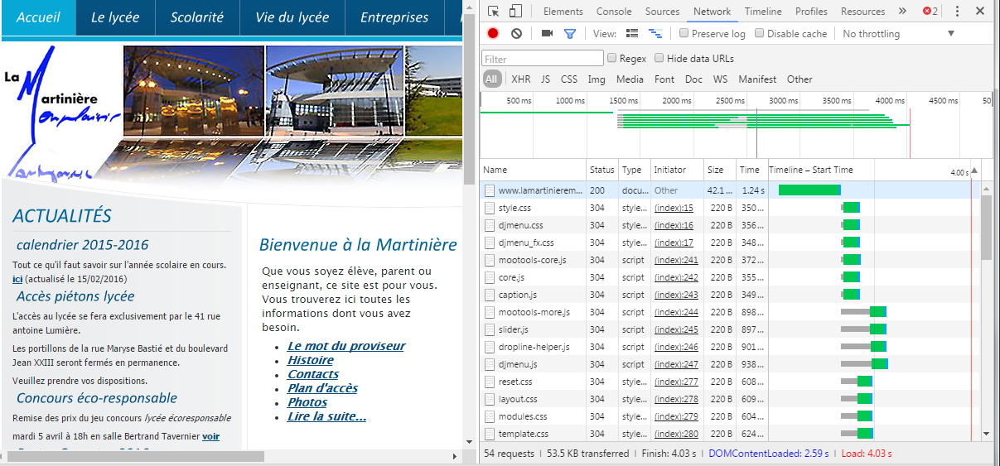 Accueil Le lycée Scolarité Vie du lycée Entreprises
La Martinière
Monplaisir
ACTUALITÉS
calendrier 2015-2016
Tout ce qu'il faut savoir sur l'année scolaire en cours.
ici (actualisé le 15/02/2016)
Accès piétons lycée
L'accès au lycée se fera exclusivement par le 41 rue
antoine Lumière.
Les portillons de la rue Maryse Bastié et du boulevard
Jean XXIII seront fermés en permanence.
Veuillez prendre vos dispositions.
Concours éco-responsable
Remise des prix du jeu concours lycée écoresponsable
mardi 5 avril à 18h en salle Bertrand Tavernier voir
Bienvenue à la Martinière
Que vous soyez élève, parent ou
enseignant, ce site est pour vous.
Vous trouverez ici toutes les
informations dont vous avez
besoin.
Le mot du proviseur
Histoire
Contacts
Plan d'accès
Photos
Lire la suite...
Elements Console Sources Network Timeline Profiles Resources » 2
View: Preserve log Disable cache No throttling
Filter Regex Hide data URLs
All XHR JS CSS Img Media Font Doc WS Manifest Other
500 ms 1000 ms 1500 ms 2000 ms 2500 ms 3000 ms 3500 ms 4000 ms 4500 ms 50
Name Status Type Initiator Size Time Timeline – Start Time 4.00 s
www.lamartinierem... 200 docu... Other 42.1 ... 1.24 s
style.css 304 style... (index):15 220 B 350 ...
djmenu.css 304 style... (index):16 220 B 356 ...
djmenu_fx.css 304 style... (index):17 220 B 348 ...
mootools-core.js 304 script (index):241 220 B 372 ...
core.js 304 script (index):242 220 B 355 ...
caption.js 304 script (index):243 220 B 349 ...
mootools-more.js 304 script (index):244 220 B 898 ...
slider.js 304 script (index):245 220 B 897 ...
dropline-helper.js 304 script (index):246 220 B 901 ...
djmenu.js 304 script (index):247 220 B 938 ...
reset.css 304 style... (index):277 220 B 608 ...
layout.css 304 style... (index):278 220 B 609 ...
modules.css 304 style... (index):279 220 B 604 ...
template.css 304 style... (index):280 220 B 624 ...
54 requests | 53.5 KB transferred | Finish: 4.03 s | DOMContentLoaded: 2.59 s | Load: 4.03 s